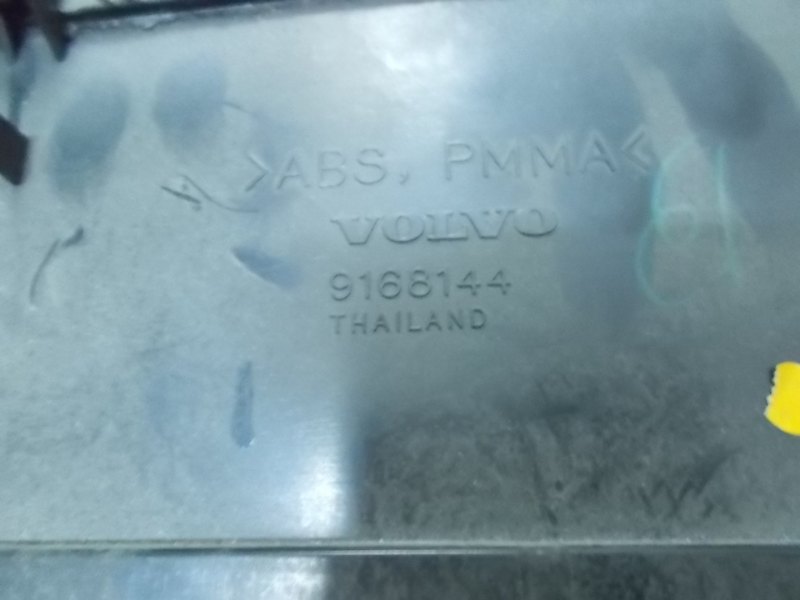 >ABS, PMMA<
VOLVO
9168144
THAILAND